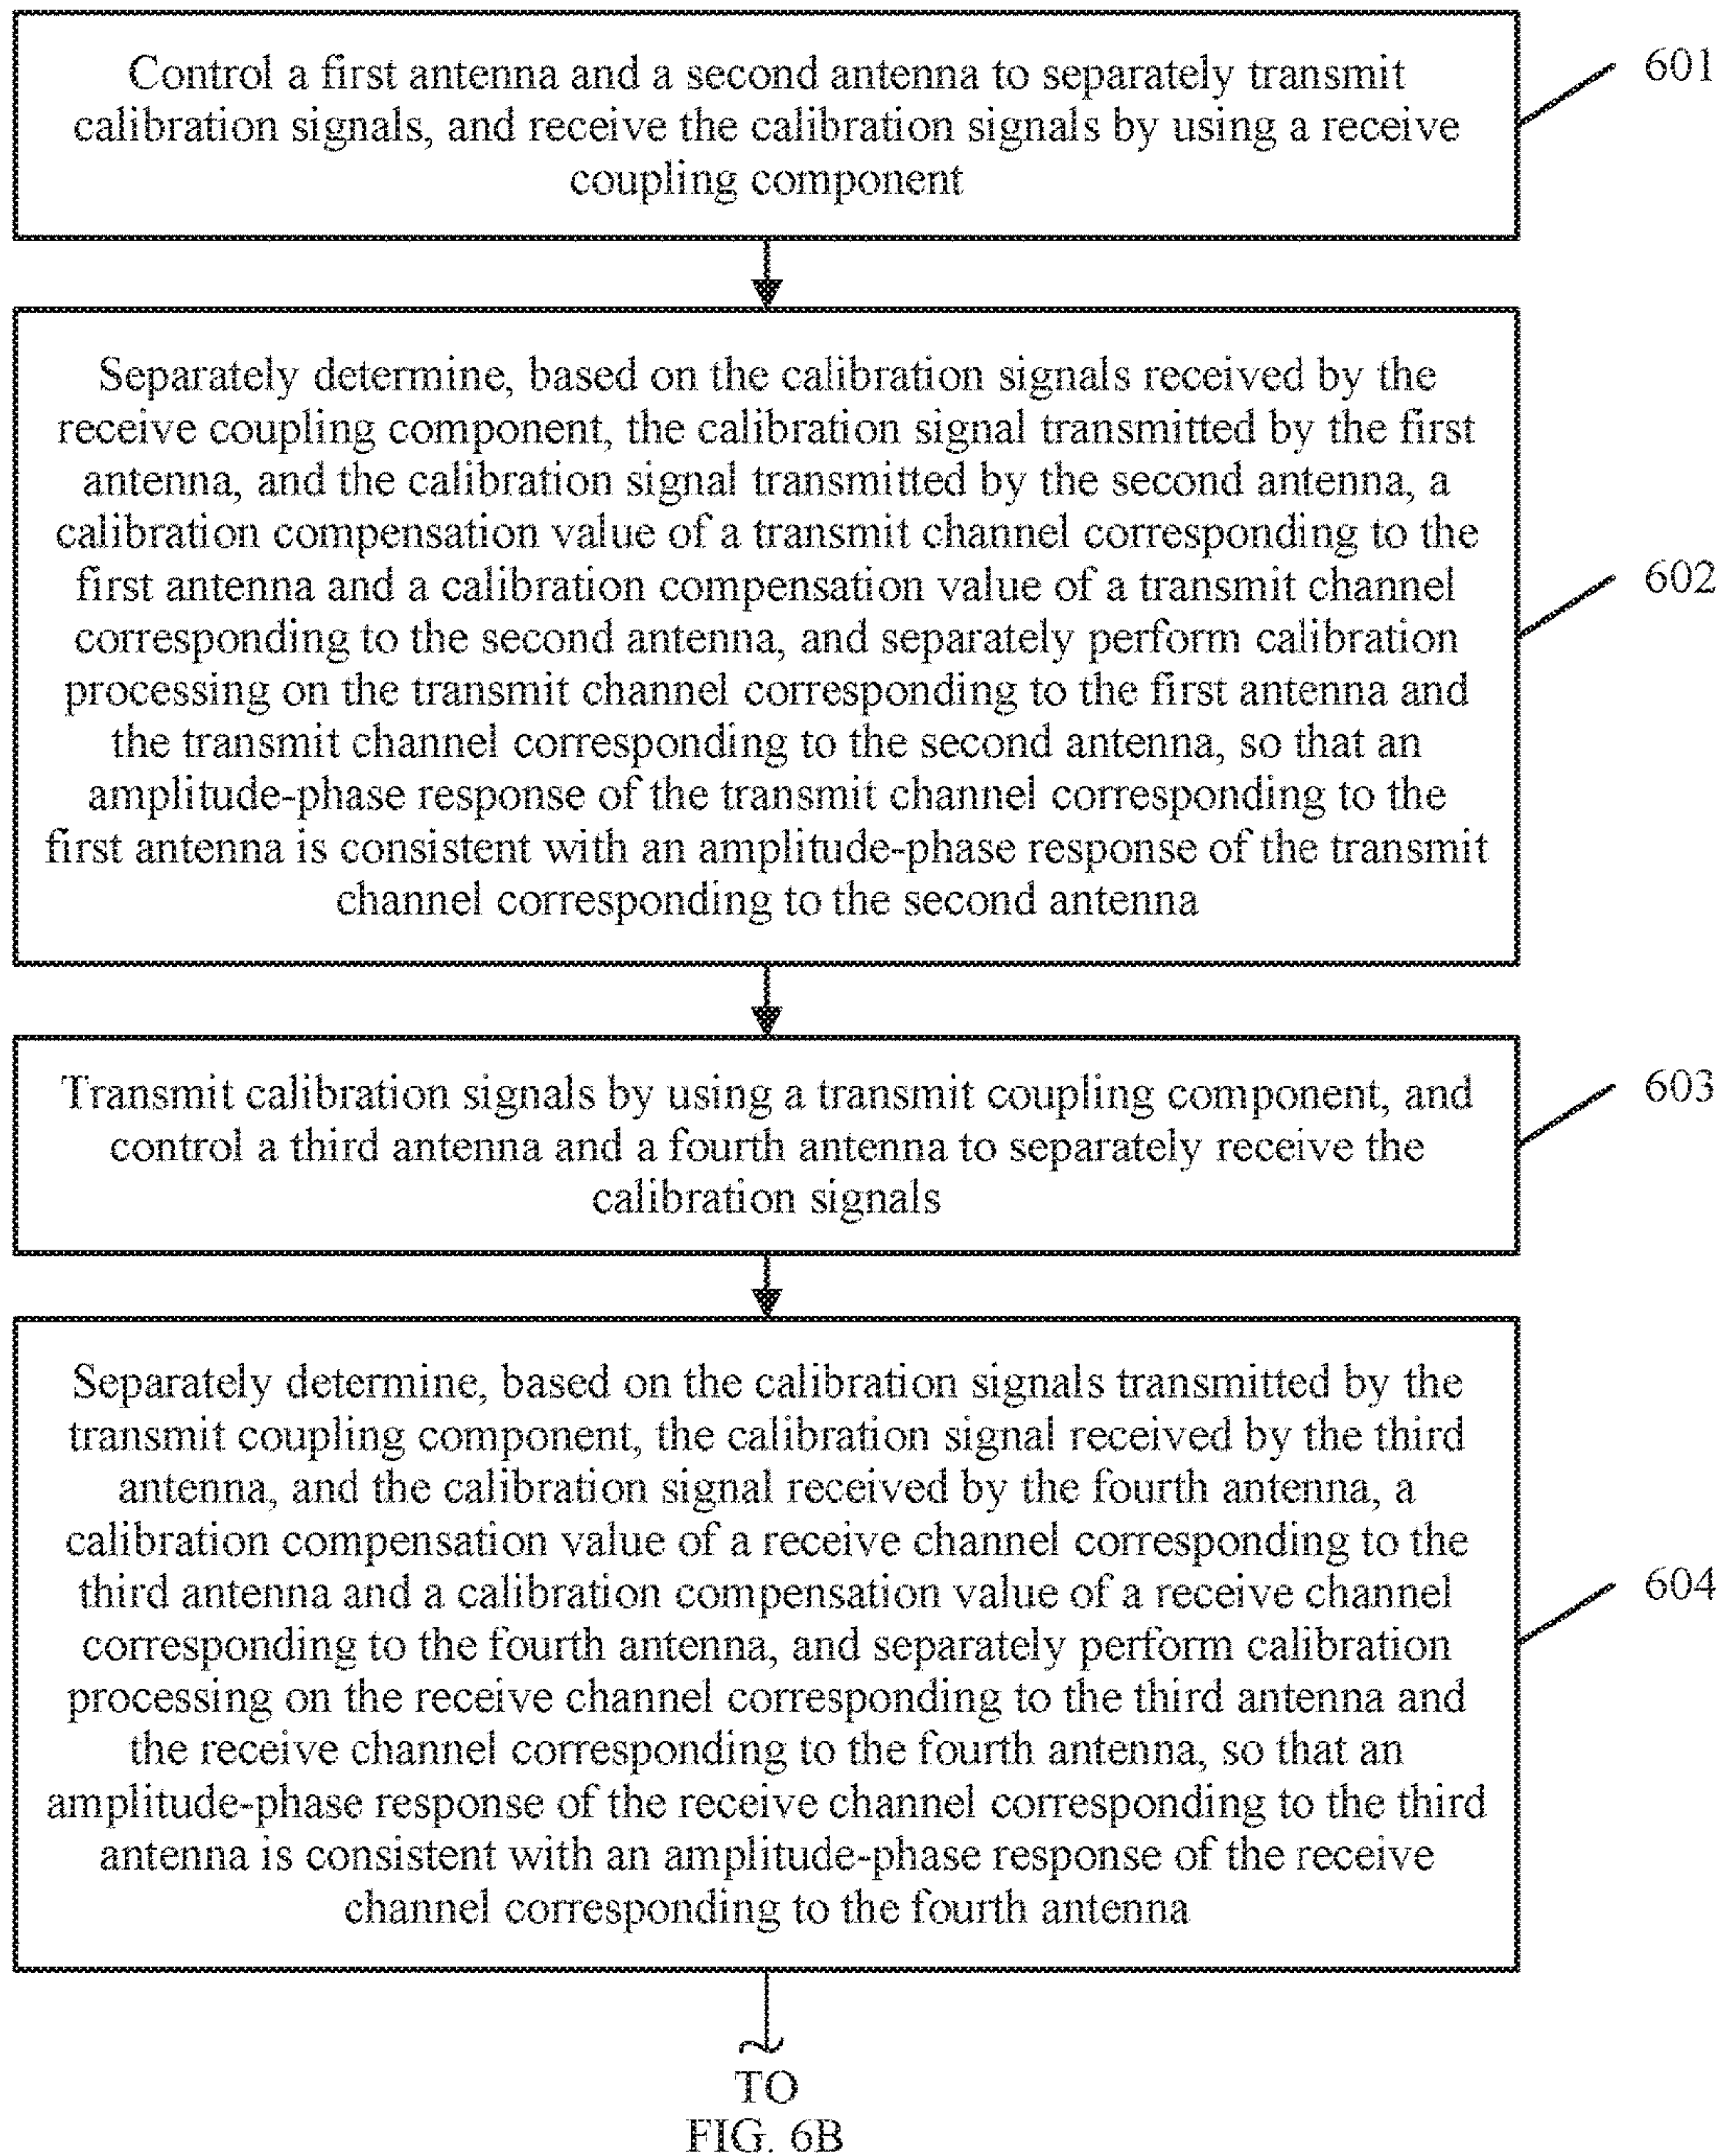 Control a first antenna and a second antenna to separately transmit
calibration signals, and receive the calibration signals by using a receive
coupling component
601
Separately determine, based on the calibration signals received by the
receive coupling component, the calibration signal transmitted by the first
antenna, and the calibration signal transmitted by the second antenna, a
calibration compensation value of a transmit channel corresponding to the
first antenna and a calibration compensation value of a transmit channel
corresponding to the second antenna, and separately perform calibration
processing on the transmit channel corresponding to the first antenna and
the transmit channel corresponding to the second antenna, so that an
amplitude-phase response of the transmit channel corresponding to the
first antenna is consistent with an amplitude-phase response of the transmit
channel corresponding to the second antenna
602
Transmit calibration signals by using a transmit coupling component, and
control a third antenna and a fourth antenna to separately receive the
calibration signals
603
Separately determine, based on the calibration signals transmitted by the
transmit coupling component, the calibration signal received by the third
antenna, and the calibration signal received by the fourth antenna, a
calibration compensation value of a receive channel corresponding to the
third antenna and a calibration compensation value of a receive channel
corresponding to the fourth antenna, and separately perform calibration
processing on the receive channel corresponding to the third antenna and
the receive channel corresponding to the fourth antenna, so that an
amplitude-phase response of the receive channel corresponding to the third
antenna is consistent with an amplitude-phase response of the receive
channel corresponding to the fourth antenna
604
TO
FIG. 6B